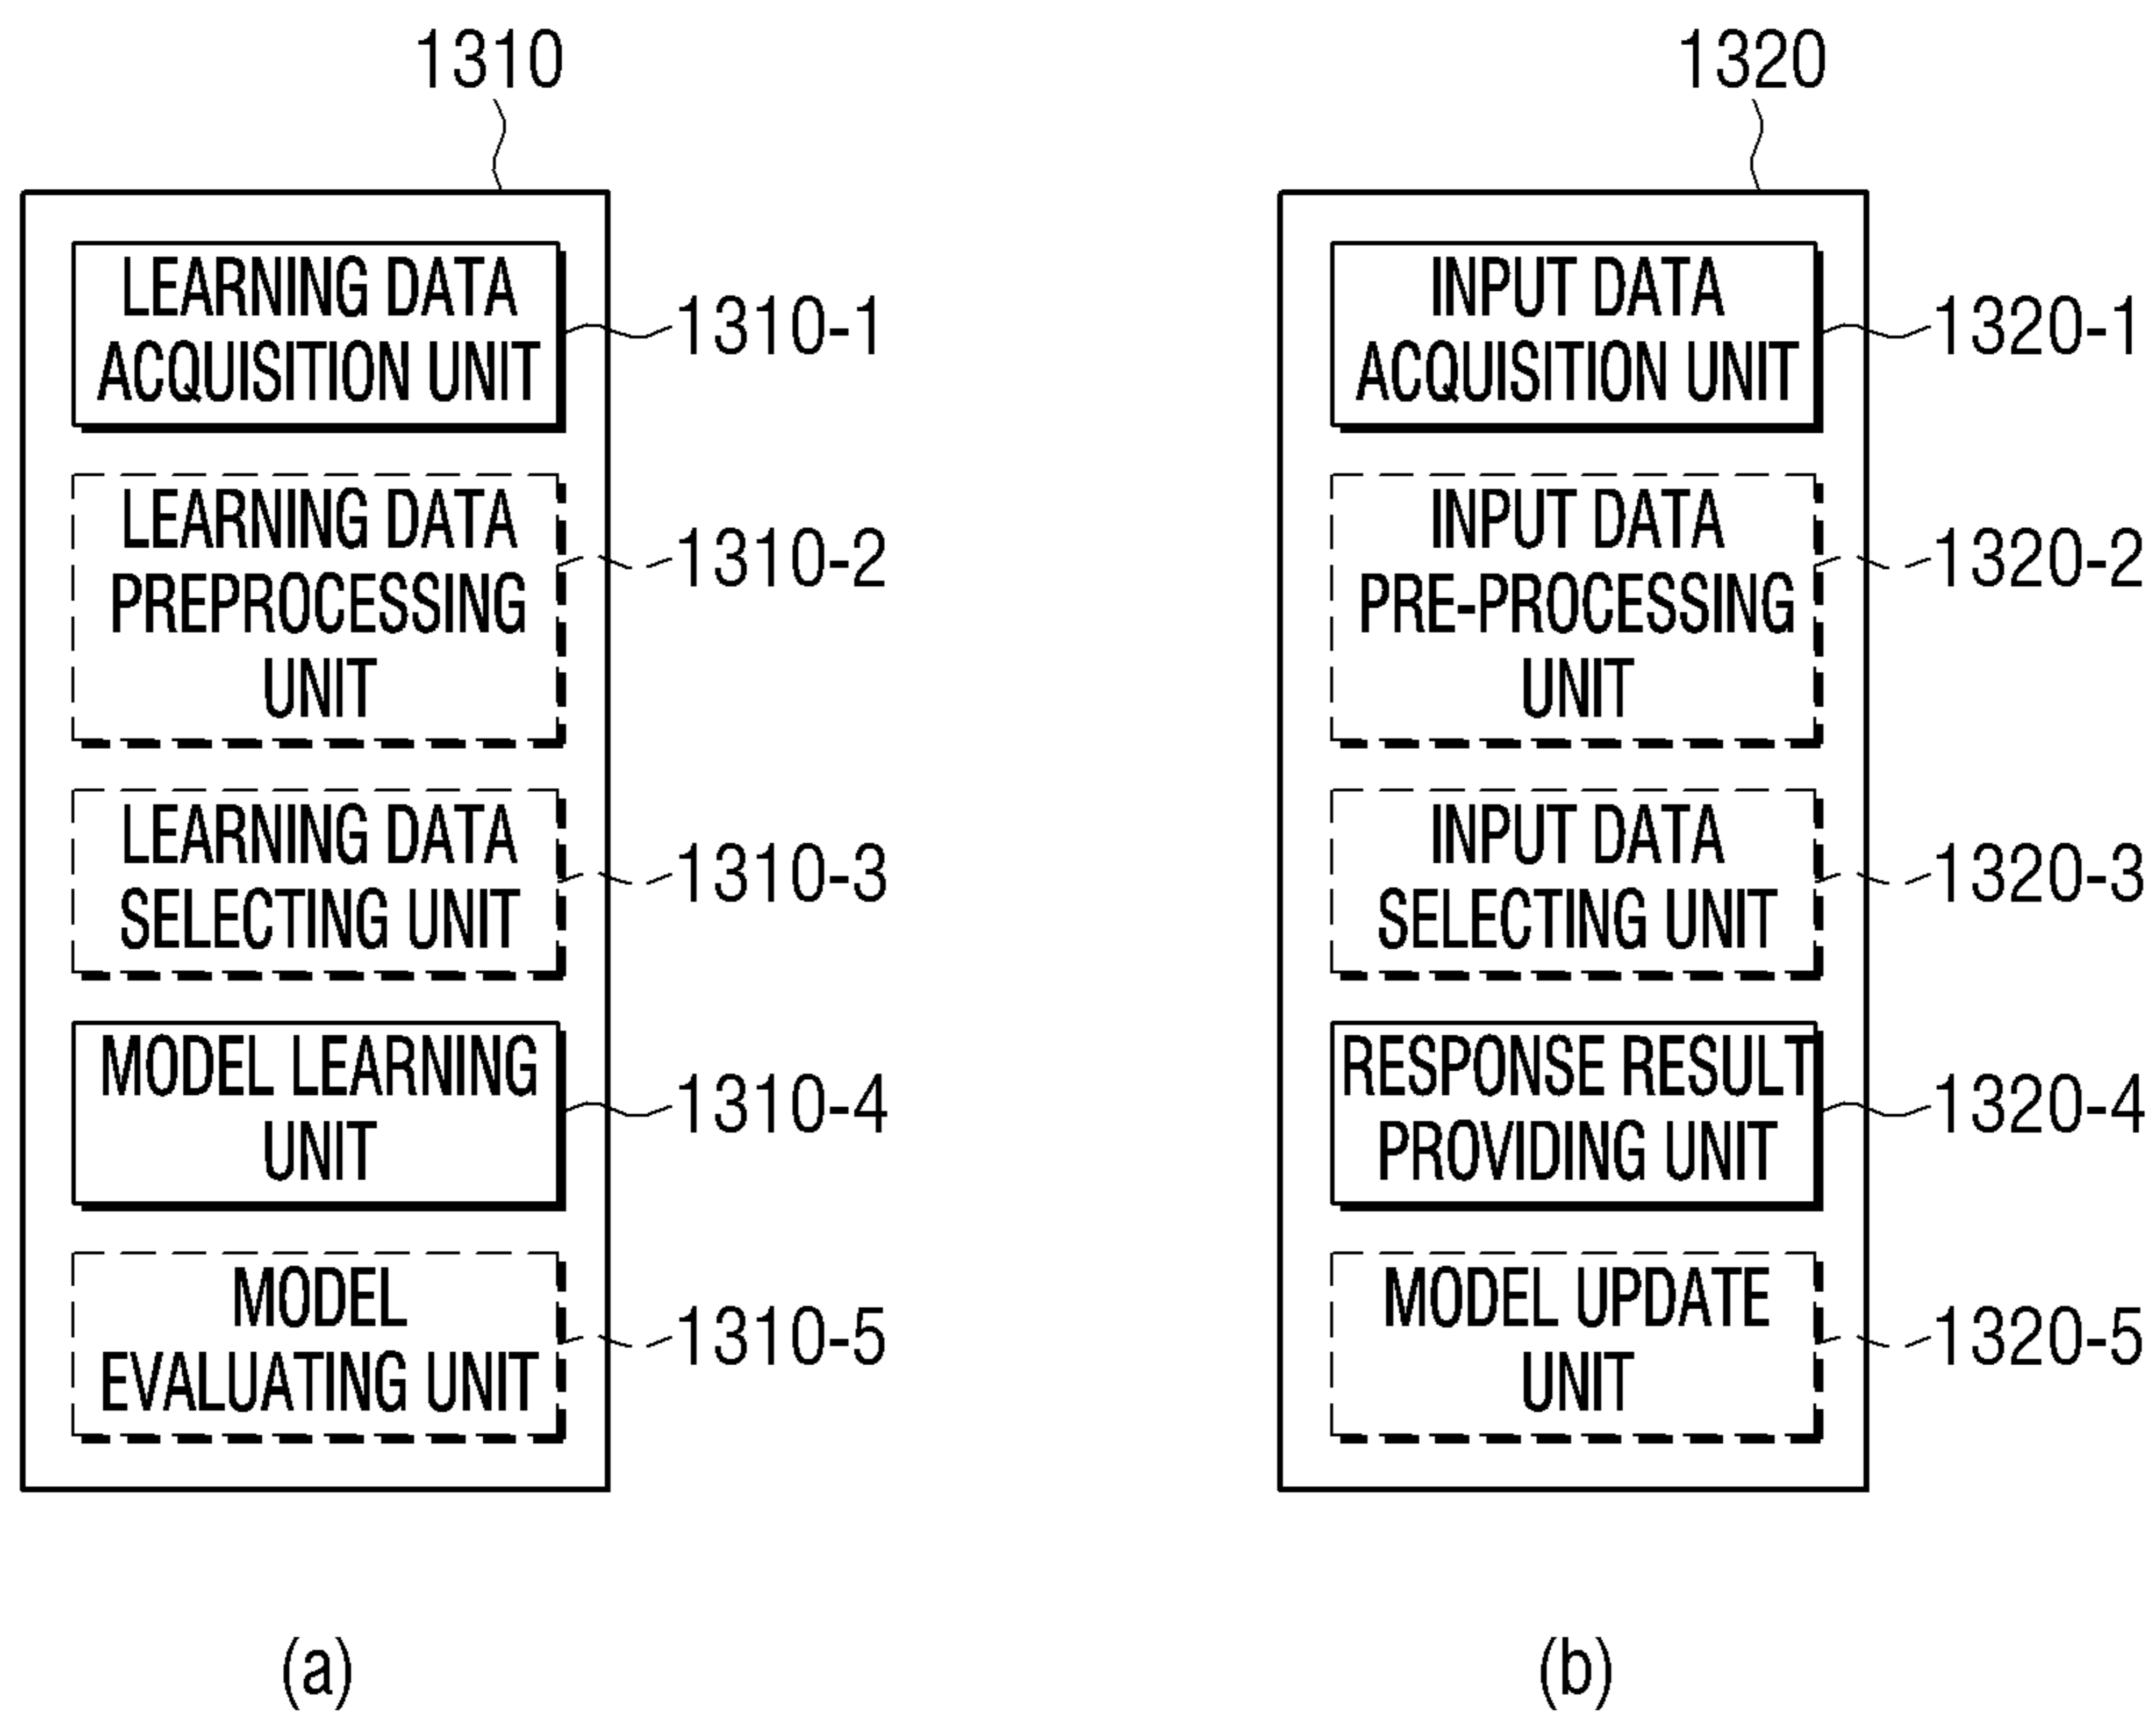 1310
LEARNING DATA
ACQUISITION UNIT
1310-1
LEARNING DATA
PREPROCESSING
UNIT
1310-2
LEARNING DATA
SELECTING UNIT
1310-3
MODEL LEARNING
UNIT
1310-4
MODEL
EVALUATING UNIT
1310-5
(a)
1320
INPUT DATA
ACQUISITION UNIT
1320-1
INPUT DATA
PRE-PROCESSING
UNIT
1320-2
INPUT DATA
SELECTING UNIT
1320-3
RESPONSE RESULT
PROVIDING UNIT
1320-4
MODEL UPDATE
UNIT
1320-5
(b)